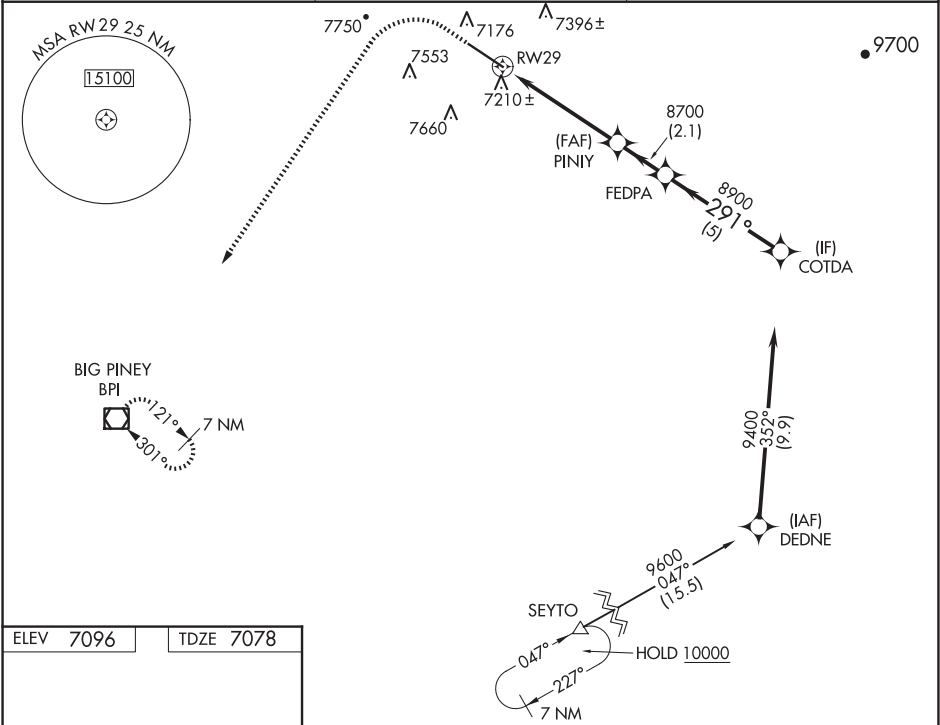 MSA RW29 25 NM
15100
7750
7176
7396±
7553
RW29
7210±
7660
9700
8700
(2.1)
(FAF)
PINIY
FEDPA
8900
291°
(5)
(IF)
COTDA
BIG PINEY
BPI
121°
7 NM
301°
9400
352°
(9.9)
(IAF)
DEDNE
9600
047°
(15.5)
SEYTO
HOLD 10000
047°
227°
7 NM
ELEV 7096
TDZE 7078